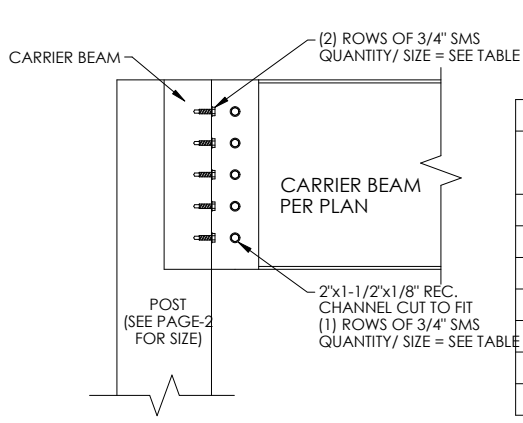 (2) ROWS OF 3/4" SMS
QUANTITY/ SIZE = SEE TABLE
CARRIER BEAM
CARRIER BEAM
PER PLAN
2"x1-1/2"x1/8" REC.
CHANNEL CUT TO FIT
(1) ROWS OF 3/4" SMS
QUANTITY/ SIZE = SEE TABLE
POST
(SEE PAGE-2
FOR SIZE)